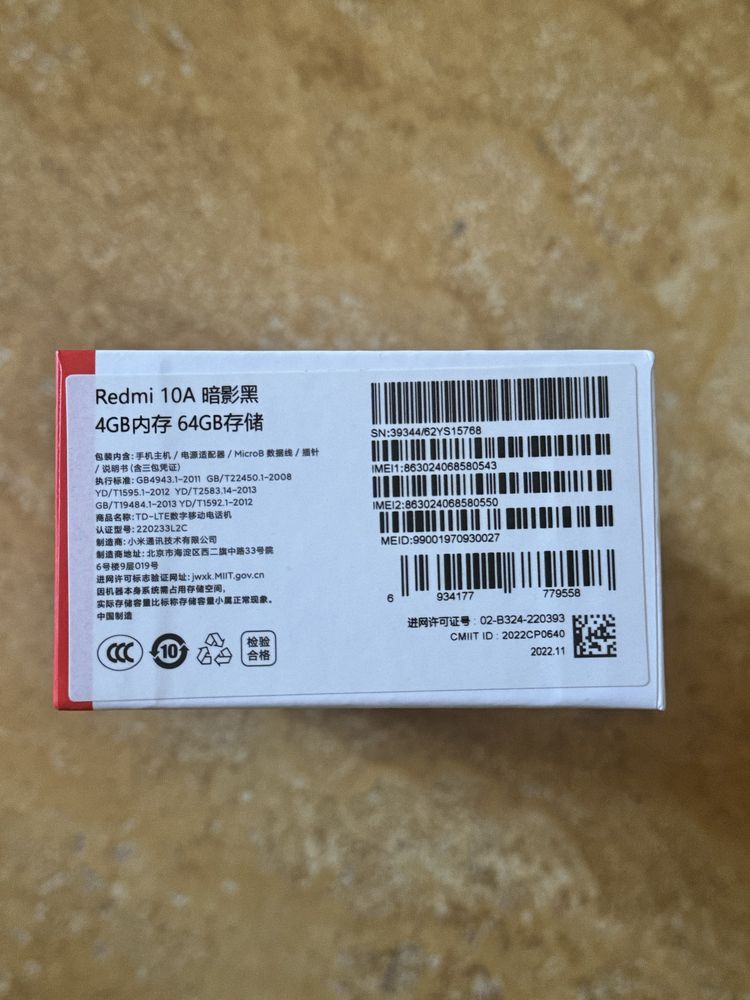 Redmi 10A 暗影黑
4GB内存 64GB存储
包装内含: 手机主机 / 电源适配器 / MicroB 数据线 / 插针
/ 说明书 (含三包凭证)
执行标准: GB4943.1-2011 GB/T22450.1-2008
YD/T1595.1-2012 YD/T2583.14-2013
GB/T19484.1-2013 YD/T1592.1-2012
商品名称: TD-LTE数字移动电话机
认证型号: 220233L2C
制造商: 小米通讯技术有限公司
制造商地址: 北京市海淀区西二旗中路33号院
6号楼9层019号
进网许可标志验证网址: jwxk.MIIT.gov.cn
因机器本身系统需占用存储空间,
实际存储容量比标称存储容量小属正常现象。
中国制造
CCC
10
检验
合格
SN:39344/62YS15768
IMEI1:863024068580543
IMEI2:863024068580550
MEID:99001970930027
6 934177 779558
进网许可证号 : 02-B324-220393
CMIIT ID : 2022CP0640
2022.11